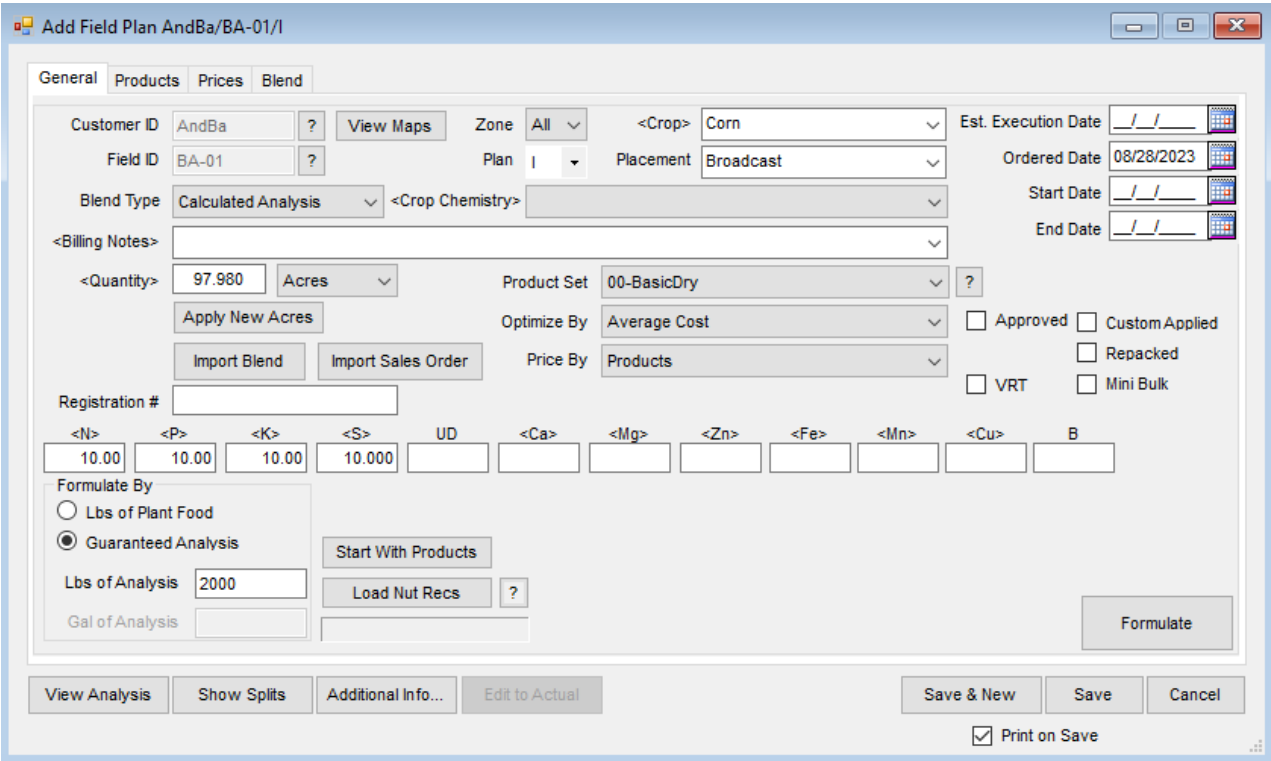 Add Field Plan AndBa/BA-01/I
General Products Prices Blend
Customer ID AndBa ? View Maps Zone All <Crop> Corn Est. Execution Date __/__/____
Field ID BA-01 ? Plan I Placement Broadcast Ordered Date 08/28/2023
Blend Type Calculated Analysis <Crop Chemistry> Start Date __/__/____
<Billing Notes> End Date __/__/____
<Quantity> 97.980 Acres Product Set 00-BasicDry ?
Apply New Acres Optimize By Average Cost Approved Custom Applied
Import Blend Import Sales Order Price By Products Repacked
VRT Mini Bulk
Registration #
<N> <P> <K> <S> UD <Ca> <Mg> <Zn> <Fe> <Mn> <Cu> B
10.00 10.00 10.00 10.000
Formulate By
Lbs of Plant Food
Guaranteed Analysis Start With Products
Lbs of Analysis 2000 Load Nut Recs ?
Gal of Analysis Formulate
View Analysis Show Splits Additional Info... Edit to Actual Save & New Save Cancel
Print on Save